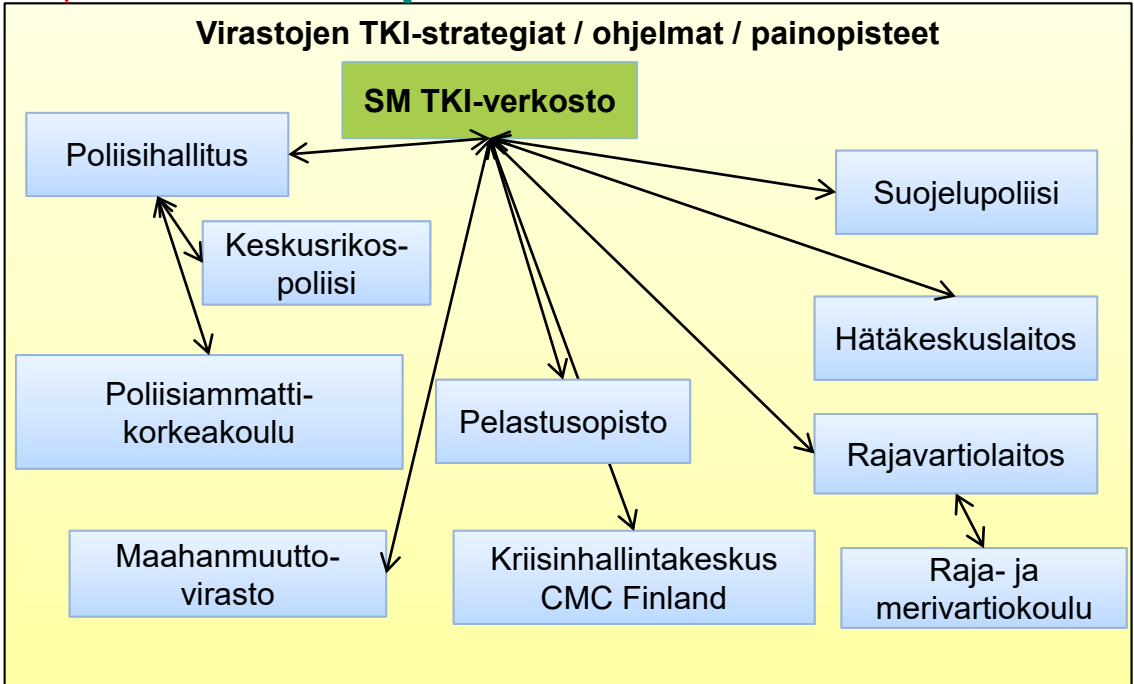 Virastojen TKI-strategiat / ohjelmat / painopisteet
SM TKI-verkosto
Poliisihallitus
Suojelupoliisi
Keskusrikos-
poliisi
Hätäkeskuslaitos
Poliisiammatti-
korkeakoulu
Pelastusopisto
Rajavartiolaitos
Maahanmuutto-
virasto
Kriisinhallintakeskus
CMC Finland
Raja- ja
merivartiokoulu